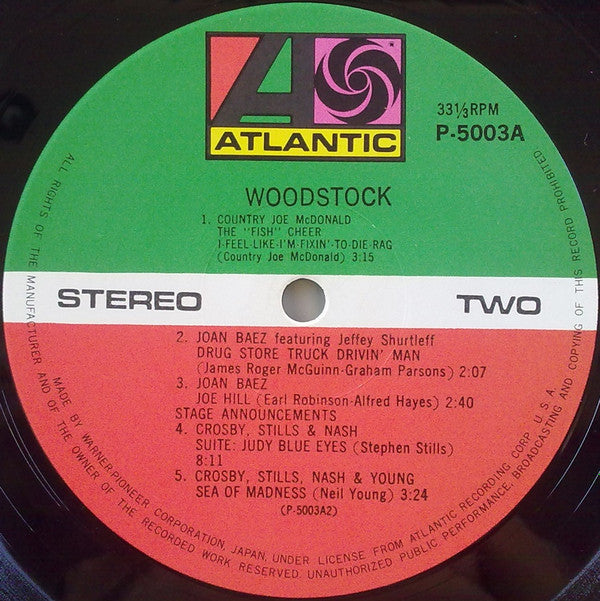 ATLANTIC
33⅓RPM
P-5003A
WOODSTOCK
1. COUNTRY JOE McDONALD
THE "FISH" CHEER
I-FEEL-LIKE-I'M-FIXIN'-TO-DIE-RAG
(Country Joe McDonald) 3:15
STEREO
TWO
2. JOAN BAEZ featuring Jeffey Shurtleff
DRUG STORE TRUCK DRIVIN' MAN
(James Roger McGuinn-Graham Parsons) 2:07
3. JOAN BAEZ
JOE HILL (Earl Robinson-Alfred Hayes) 2:40
STAGE ANNOUNCEMENTS
4. CROSBY, STILLS & NASH
SUITE: JUDY BLUE EYES (Stephen Stills)
8:11
5. CROSBY, STILLS, NASH & YOUNG
SEA OF MADNESS (Neil Young) 3:24
(P-5003A2)
MADE BY WARNER-PIONEER CORPORATION, JAPAN, UNDER LICENSE FROM ATLANTIC RECORDING CORP. U.S.A.
ALL RIGHTS OF THE MANUFACTURER AND OF THE OWNER OF THE RECORDED WORK RESERVED. UNAUTHORIZED PUBLIC PERFORMANCE, BROADCASTING AND COPYING OF THIS RECORD PROHIBITED